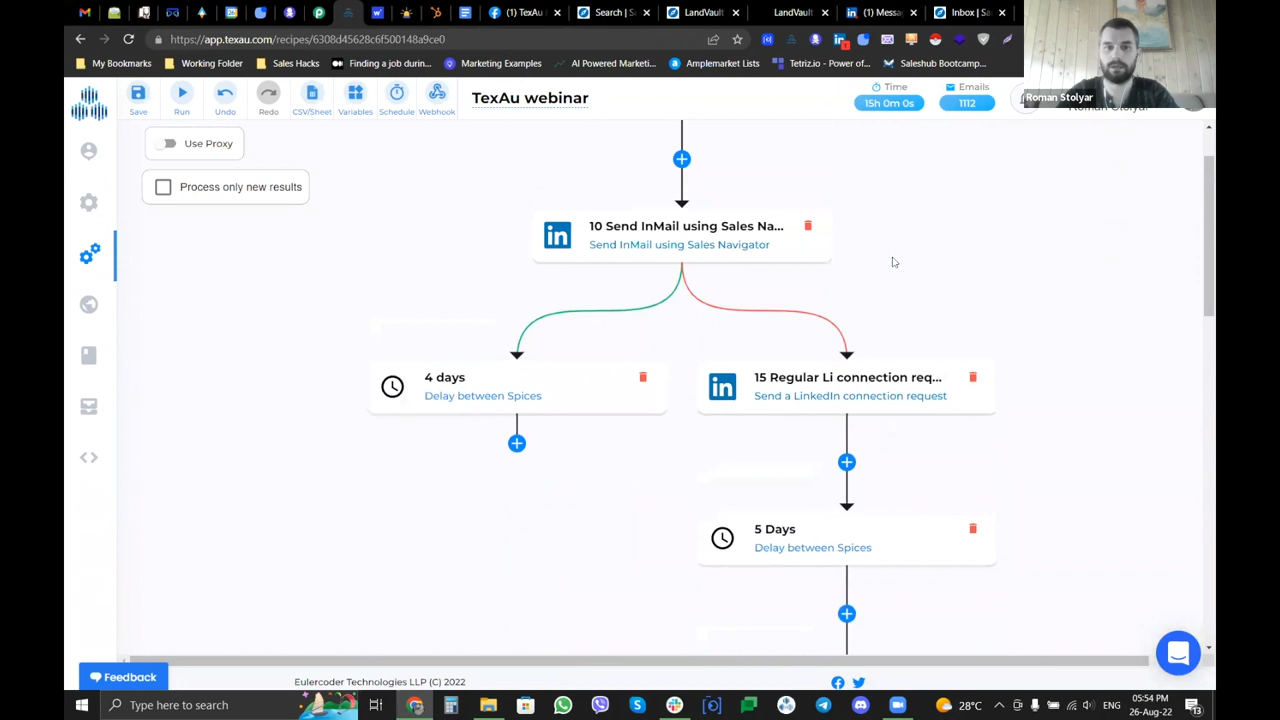 (1) TexAu
Search | Sa
LandVault
LandVault
(1) Messa
Inbox | Sa
https://app.texau.com/recipes/6308d45628c6f500148a9ce0
My Bookmarks
Working Folder
Sales Hacks
Finding a job durin...
Marketing Examples
AI Powered Marketi...
Amplemarket Lists
Tetriz.io - Power of...
Saleshub Bootcamp...
Roman Stolyar
Save
Run
Undo
Redo
CSV/Sheet
Variables
Schedule
Webhook
TexAu webinar
Time
15h 0m 0s
Emails
1112
Use Proxy
Process only new results
10 Send InMail using Sales Na...
Send InMail using Sales Navigator
4 days
Delay between Spices
15 Regular Li connection req...
Send a LinkedIn connection request
5 Days
Delay between Spices
Feedback
Eulercoder Technologies LLP (C) 2022
Type here to search
28°C
ENG
05:54 PM
26-Aug-22
13